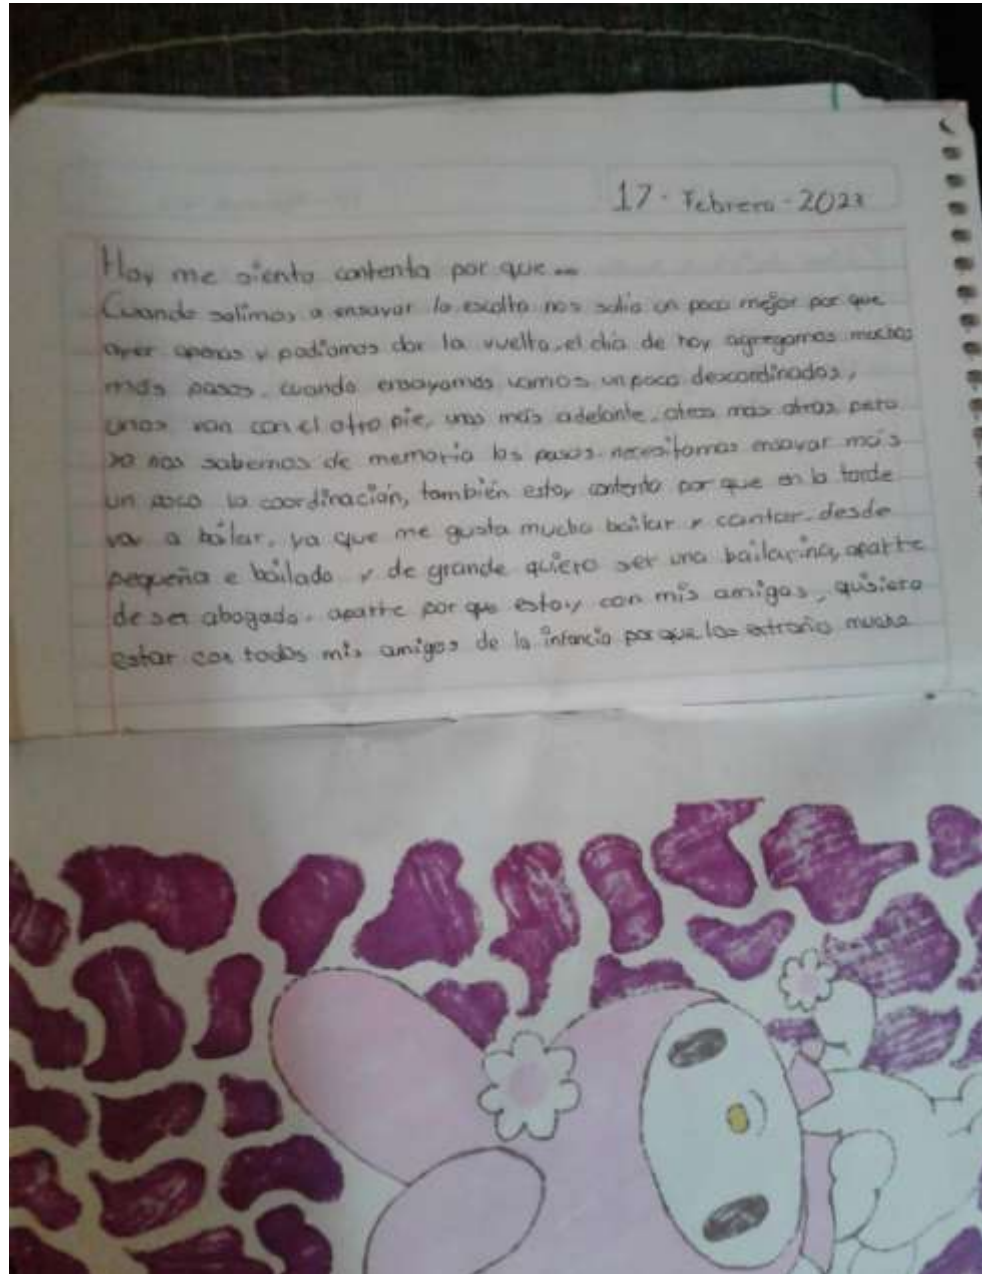 17 - Febrero - 2023
Hoy me siento contenta por que...
Cuando salimos a ensayar la escolta nos salio un poco mejor por que
ayer apenas y podiamos dar la vuelta, el día de hoy agregamos muchos
más pasos, cuando ensayamos vamos un poco descordinados,
unos van con el otro pie, unos más adelante, otros más atras pero
ya nos sabemos de memoria los pasos. necesitamos ensayar más
un poco la coordinación, también estoy contenta por que en la tarde
voy a bailar, ya que me gusta mucho bailar y cantar. desde
pequeña e bailado y de grande quiero ser una bailarina, aparte
de ser abogada. aparte por que estoy con mis amigas, quisiera
estar con todos mis amigos de la infancia porque los extraño mucho